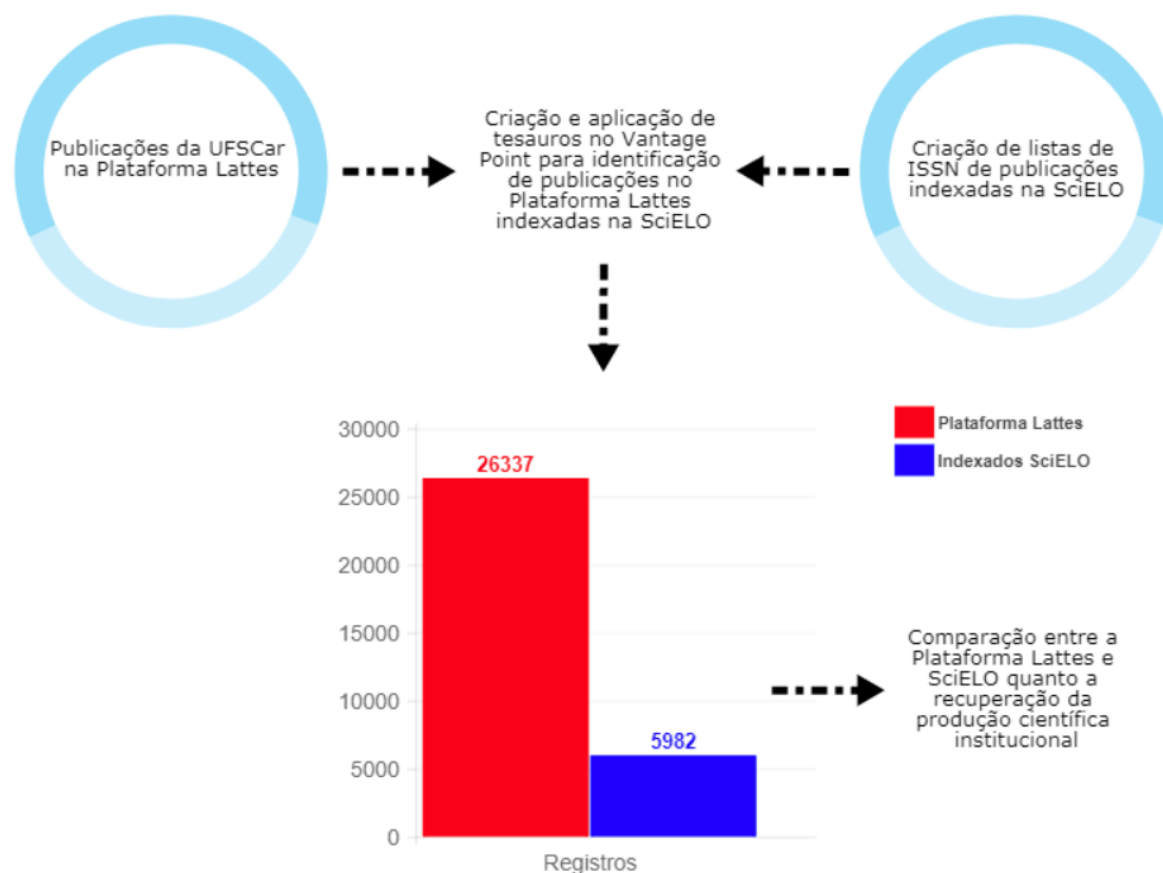 Publicações da UFSCar
na Plataforma Lattes
Criação e aplicação de
tesauros no Vantage
Point para identificação
de publicações no
Plataforma Lattes
indexadas na SciELO
Criação de listas de
ISSN de publicações
indexadas na SciELO
30000
25000
20000
15000
10000
5000
0
26337
5982
Registros
Plataforma Lattes
Indexados SciELO
Comparação entre a
Plataforma Lattes e
SciELO quanto a
recuperação da
produção científica
institucional